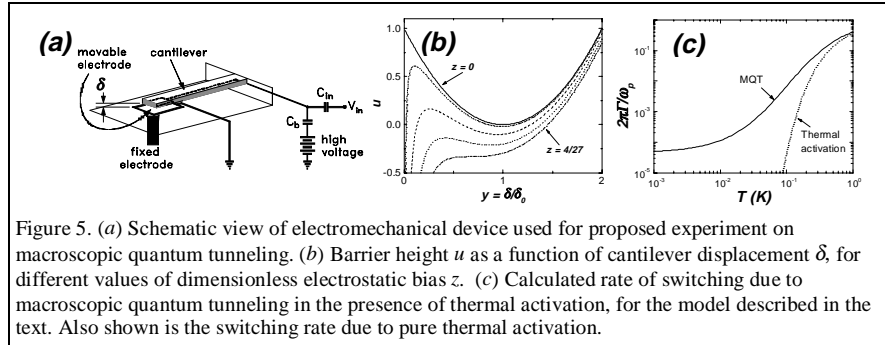 (a)
movable
electrode
cantilever
δ
fixed
electrode
C_in
V_in
C_b
high
voltage
(b)
1.0
0.5
0.0
-0.5
u
z = 0
z = 4/27
0
1
2
y = δ/δ₀
(c)
10⁻¹
10⁻³
10⁻⁵
2πΓ/ω_p
MQT
Thermal
activation
10⁻³
10⁻²
10⁻¹
10⁰
T (K)
Figure 5. (a) Schematic view of electromechanical device used for proposed experiment on
macroscopic quantum tunneling. (b) Barrier height u as a function of cantilever displacement δ, for
different values of dimensionless electrostatic bias z. (c) Calculated rate of switching due to
macroscopic quantum tunneling in the presence of thermal activation, for the model described in the
text. Also shown is the switching rate due to pure thermal activation.